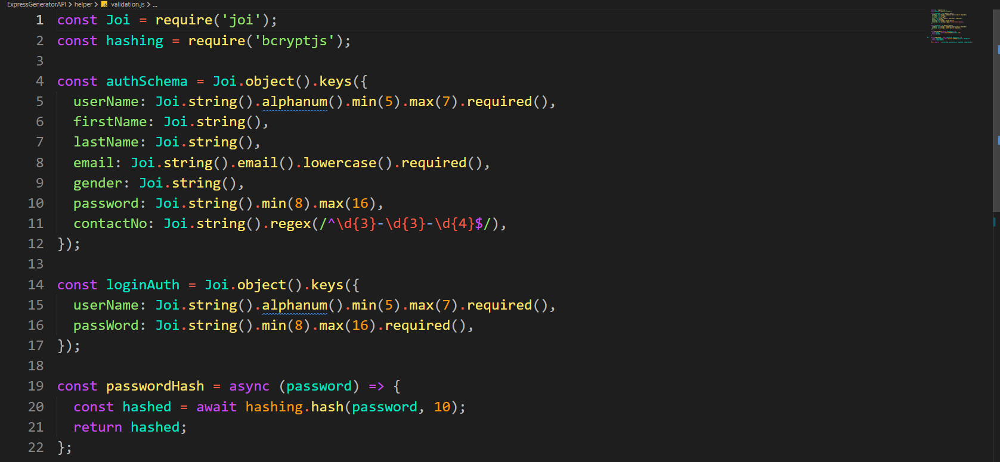 ExpressGeneratorAPI > helper > JS validation.js > ...
1 const Joi = require('joi');
2 const hashing = require('bcryptjs');
3
4 const authSchema = Joi.object().keys({
5   userName: Joi.string().alphanum().min(5).max(7).required(),
6   firstName: Joi.string(),
7   lastName: Joi.string(),
8   email: Joi.string().email().lowercase().required(),
9   gender: Joi.string(),
10   password: Joi.string().min(8).max(16),
11   contactNo: Joi.string().regex(/^\d{3}-\d{3}-\d{4}$/),
12 });
13
14 const loginAuth = Joi.object().keys({
15   userName: Joi.string().alphanum().min(5).max(7).required(),
16   passWord: Joi.string().min(8).max(16).required(),
17 });
18
19 const passwordHash = async (password) => {
20   const hashed = await hashing.hash(password, 10);
21   return hashed;
22 };